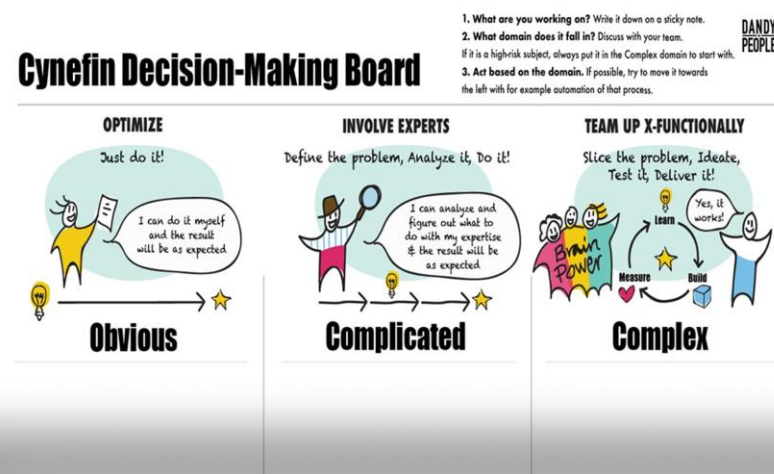 1. What are you working on? Write it down on a sticky note.
2. What domain does it fall in? Discuss with your team.
If it is a high-risk subject, always put it in the Complex domain to start with.
3. Act based on the domain. If possible, try to move it towards
the left with for example automation of that process.
DANDY
PEOPLE
Cynefin Decision-Making Board
OPTIMIZE
Just do it!
I can do it myself
and the result
will be as expected
Obvious
INVOLVE EXPERTS
Define the problem, Analyze it, Do it!
I can analyze and
figure out what to
do with my expertise
& the result will be
as expected
Complicated
TEAM UP X-FUNCTIONALLY
Slice the problem, Ideate,
Test it, Deliver it!
Brain
Power
Learn
Measure
Build
Yes, it
works!
Complex